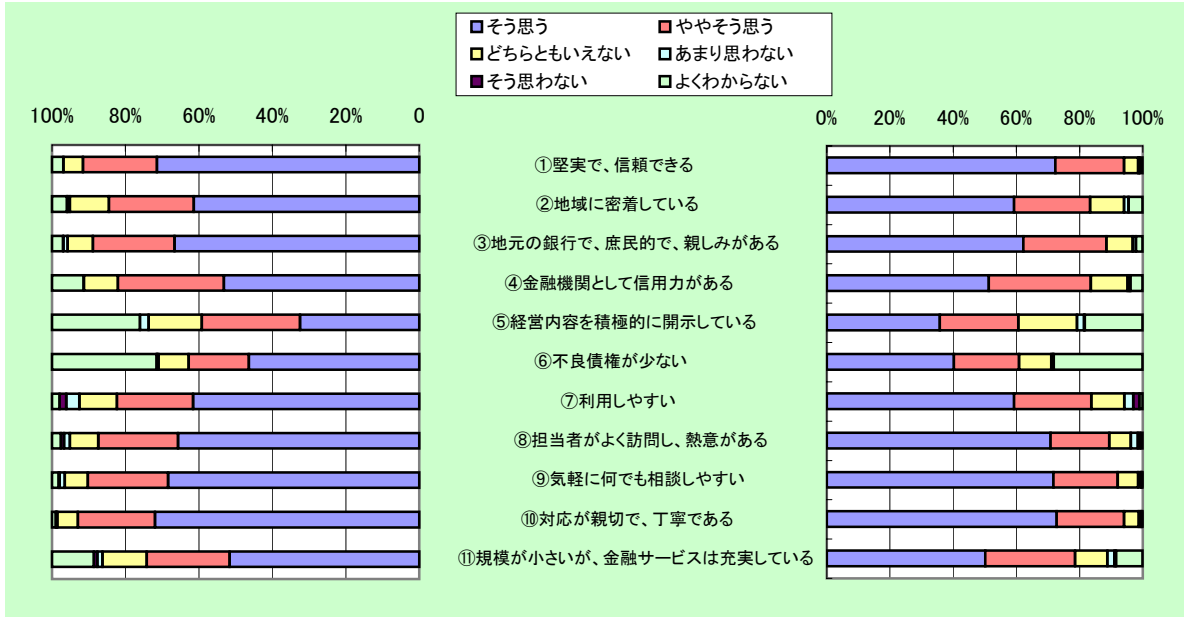 そう思う ややそう思う
どちらともいえない あまり思わない
そう思わない よくわからない
100% 80% 60% 40% 20% 0
0% 20% 40% 60% 80% 100%
①堅実で、信頼できる
②地域に密着している
③地元の銀行で、庶民的で、親しみがある
④金融機関として信用力がある
⑤経営内容を積極的に開示している
⑥不良債権が少ない
⑦利用しやすい
⑧担当者がよく訪問し、熱意がある
⑨気軽に何でも相談しやすい
⑩対応が親切で、丁寧である
⑪規模が小さいが、金融サービスは充実している